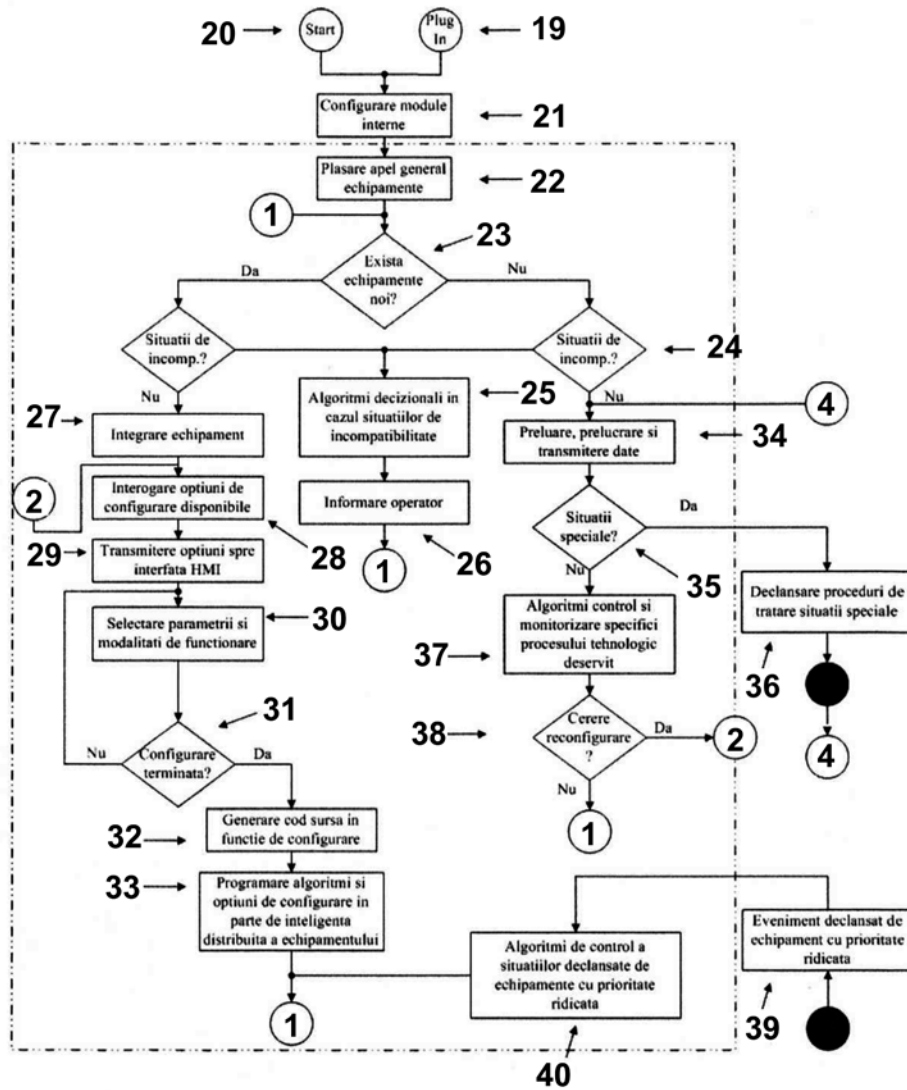 20
Start
Plug
In
19
Configurare module
interne
21
Plasare apel general
echipamente
22
1
23
Exista
echipamente
noi?
Da
Nu
Situatii de
incomp.?
Situatii de
incomp.?
24
Nu
Nu
25
4
27
Integrare echipament
Algoritmi decizionali in
cazul situatiilor de
incompatibilitate
Preluare, prelucrare si
transmitere date
34
2
Interogare optiuni de
configurare disponibile
28
Informare operator
26
1
Situatii
speciale?
Da
Nu
35
29
Transmitere optiuni spre
interfata HMI
Selectare parametrii si
modalitati de functionare
30
Algoritmi control si
monitorizare specifici
procesului tehnologic
deservit
37
Declansare proceduri de
tratare situatii speciale
36
4
31
Configurare
terminata?
Nu
Da
38
Cerere
reconfigurare
?
Da
2
Nu
1
32
Generare cod sursa in
functie de configurare
33
Programare algoritmi si
optiuni de configurare in
parte de inteligenta
distribuita a echipamentului
1
Algoritmi de control a
situatiilor declansate de
echipamente cu prioritate
ridicata
40
Eveniment declansat de
echipament cu prioritate
ridicata
39